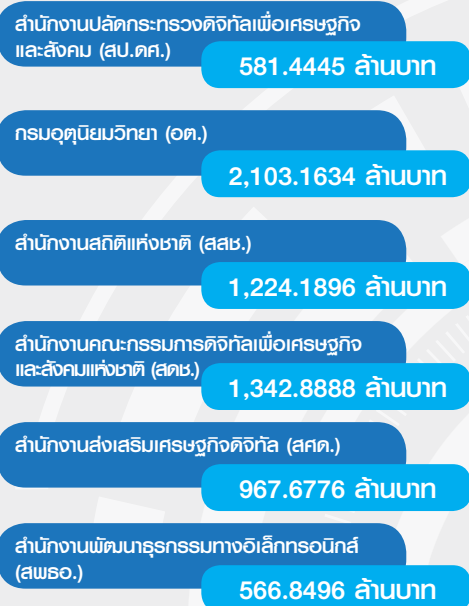 สำนักงานปลัดกระทรวงดิจิทัลเพื่อเศรษฐกิจ
และสังคม (สป.ดศ.)
581.4445 ล้านบาท
กรมอุตุนิยมวิทยา (อต.)
2,103.1634 ล้านบาท
สำนักงานสถิติแห่งชาติ (สสช.)
1,224.1896 ล้านบาท
สำนักงานคณะกรรมการดิจิทัลเพื่อเศรษฐกิจ
และสังคมแห่งชาติ (สดช.)
1,342.8888 ล้านบาท
สำนักงานส่งเสริมเศรษฐกิจดิจิทัล (สศด.)
967.6776 ล้านบาท
สำนักงานพัฒนาธุรกรรมทางอิเล็กทรอนิกส์
(สพธอ.)
566.8496 ล้านบาท